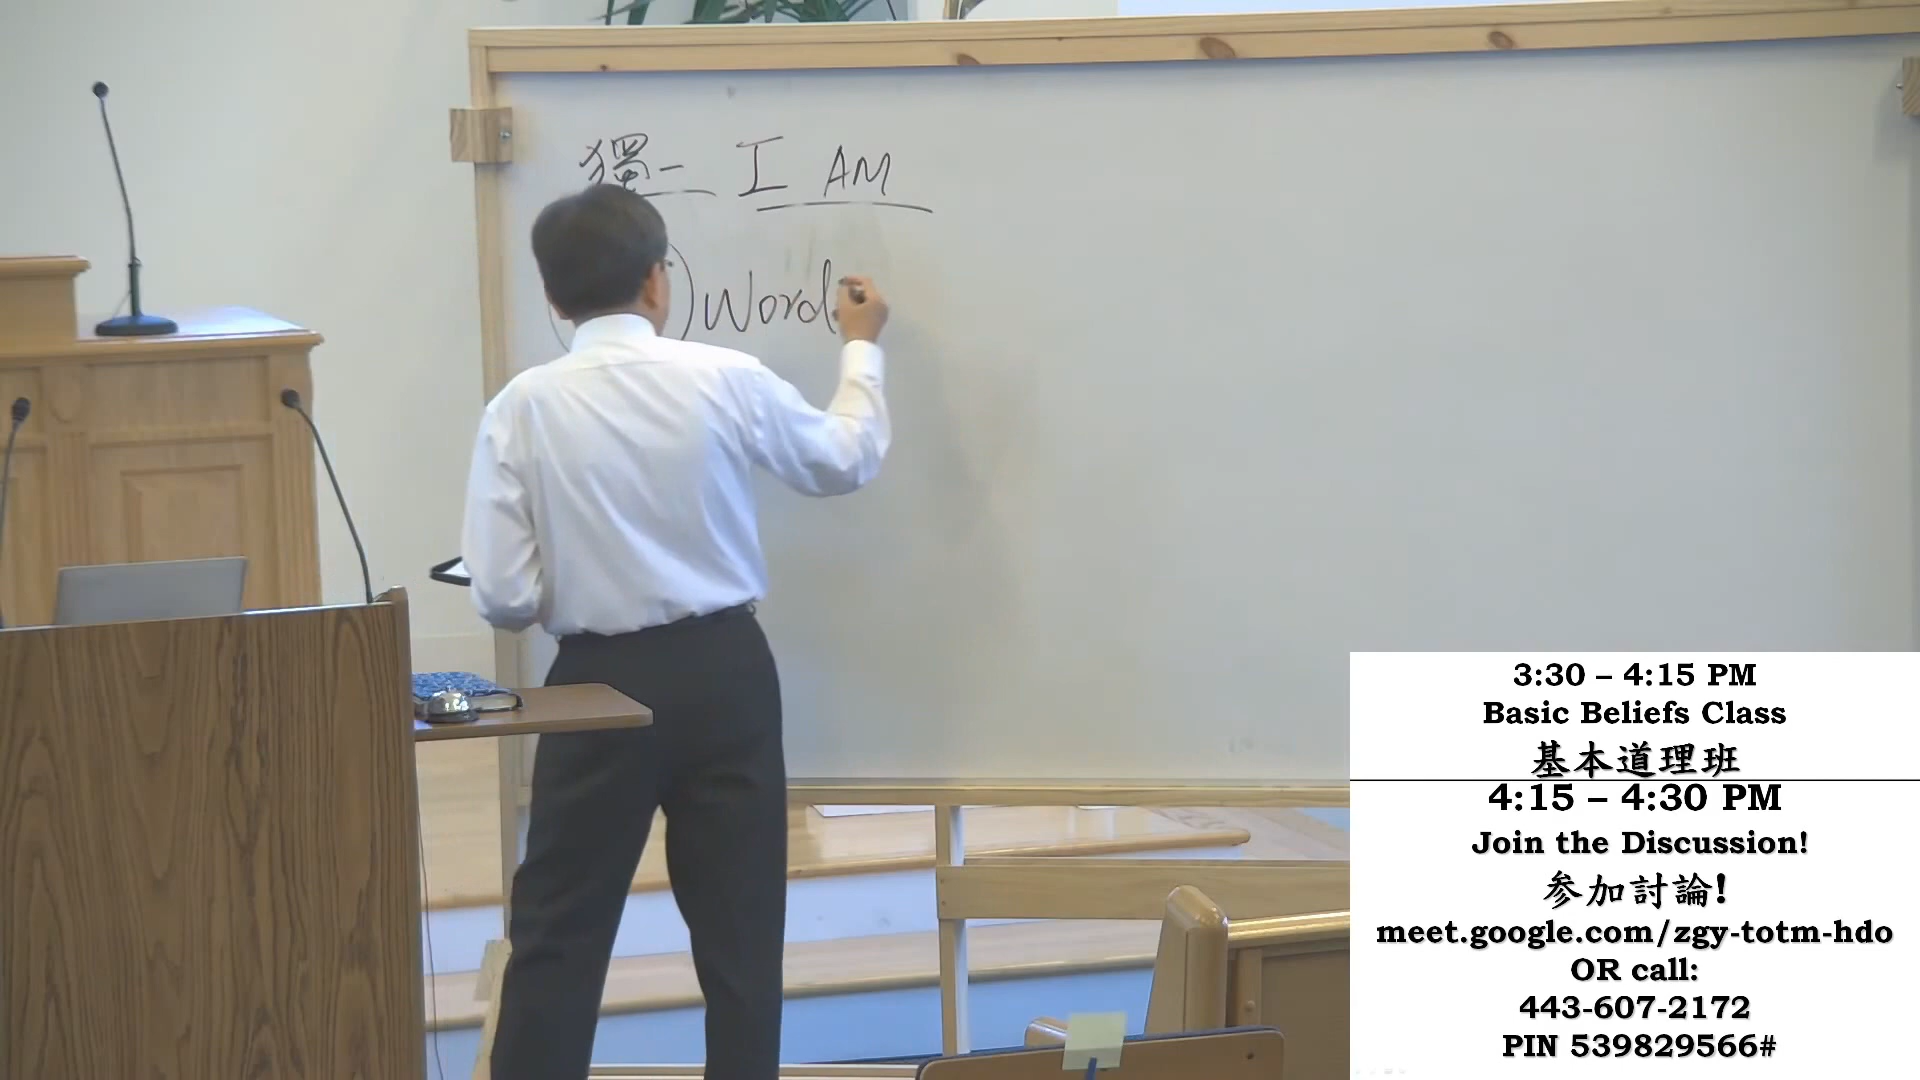 獨一 I AM
Word
3:30 – 4:15 PM
Basic Beliefs Class
基本道理班
4:15 – 4:30 PM
Join the Discussion!
參加討論!
meet.google.com/zgy-totm-hdo
OR call:
443-607-2172
PIN 539829566#